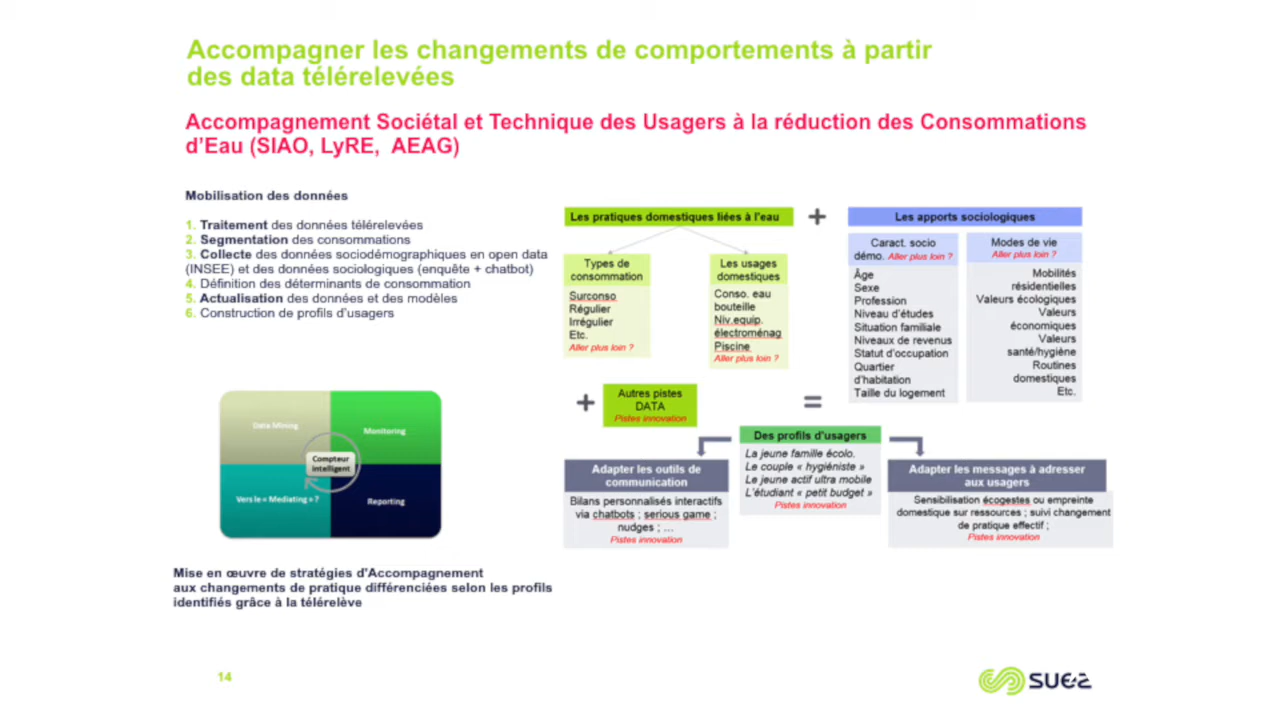 Accompagner les changements de comportements à partir
des data télérelevées
Accompagnement Sociétal et Technique des Usagers à la réduction des Consommations
d'Eau (SIAO, LyRE, AEAG)
Mobilisation des données
1. Traitement des données télérelevées
2. Segmentation des consommations
3. Collecte des données sociodémographiques en open data
(INSEE) et des données sociologiques (enquête + chatbot)
4. Définition des déterminants de consommation
5. Actualisation des données et des modèles
6. Construction de profils d'usagers
Data Mining
Monitoring
Compteur
intelligent
Vers le « Mediating » ?
Reporting
Mise en œuvre de stratégies d'Accompagnement
aux changements de pratique différenciées selon les profils
identifiés grâce à la télérelève
Les pratiques domestiques liées à l'eau
+
Les apports sociologiques
Types de
consommation
Surconso
Régulier
Irrégulier
Etc.
Aller plus loin ?
Les usages
domestiques
Conso. eau
bouteille
Niv.equip.
électroménag
Piscine
Aller plus loin ?
Caract. socio
démo. Aller plus loin ?
Âge
Sexe
Profession
Niveau d'études
Situation familiale
Niveaux de revenus
Statut d'occupation
Quartier
d'habitation
Taille du logement
Modes de vie
Aller plus loin ?
Mobilités
résidentielles
Valeurs écologiques
Valeurs
économiques
Valeurs
santé/hygiène
Routines
domestiques
Etc.
+
Autres pistes
DATA
Pistes innovation
=
Des profils d'usagers
La jeune famille écolo.
Le couple « hygiéniste »
Le jeune actif ultra mobile
L'étudiant « petit budget »
Pistes innovation
Adapter les outils de
communication
Bilans personnalisés interactifs
via chatbots ; serious game ;
nudges ; ...
Pistes innovation
Adapter les messages à adresser
aux usagers
Sensibilisation écogestes ou empreinte
domestique sur ressources ; suivi changement
de pratique effectif ;
Pistes innovation
14
SUEZ